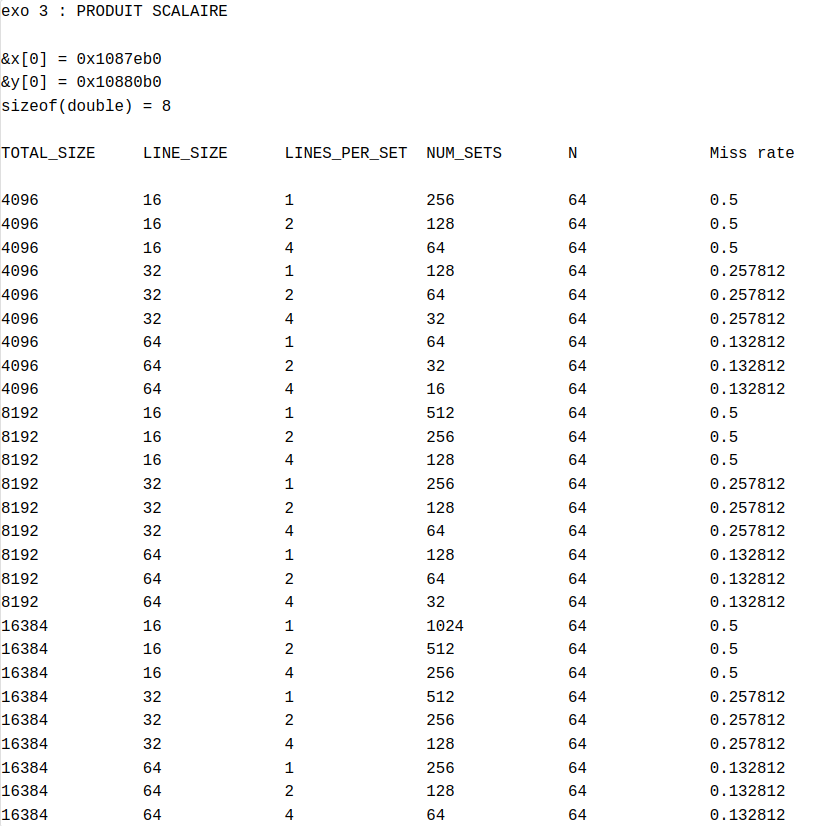 exo 3 : PRODUIT SCALAIRE
&x[0] = 0x1087eb0
&y[0] = 0x10880b0
sizeof(double) = 8
TOTAL_SIZE LINE_SIZE LINES_PER_SET NUM_SETS N Miss rate
4096 16 1 256 64 0.5
4096 16 2 128 64 0.5
4096 16 4 64 64 0.5
4096 32 1 128 64 0.257812
4096 32 2 64 64 0.257812
4096 32 4 32 64 0.257812
4096 64 1 64 64 0.132812
4096 64 2 32 64 0.132812
4096 64 4 16 64 0.132812
8192 16 1 512 64 0.5
8192 16 2 256 64 0.5
8192 16 4 128 64 0.5
8192 32 1 256 64 0.257812
8192 32 2 128 64 0.257812
8192 32 4 64 64 0.257812
8192 64 1 128 64 0.132812
8192 64 2 64 64 0.132812
8192 64 4 32 64 0.132812
16384 16 1 1024 64 0.5
16384 16 2 512 64 0.5
16384 16 4 256 64 0.5
16384 32 1 512 64 0.257812
16384 32 2 256 64 0.257812
16384 32 4 128 64 0.257812
16384 64 1 256 64 0.132812
16384 64 2 128 64 0.132812
16384 64 4 64 64 0.132812